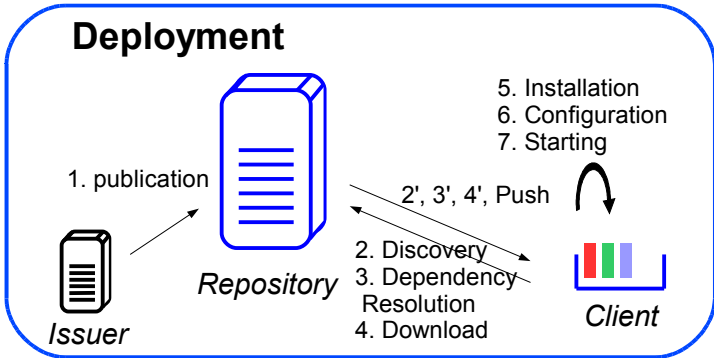 Deployment
5. Installation
6. Configuration
7. Starting
1. publication
2', 3', 4', Push
2. Discovery
3. Dependency
Resolution
4. Download
Repository
Client
Issuer